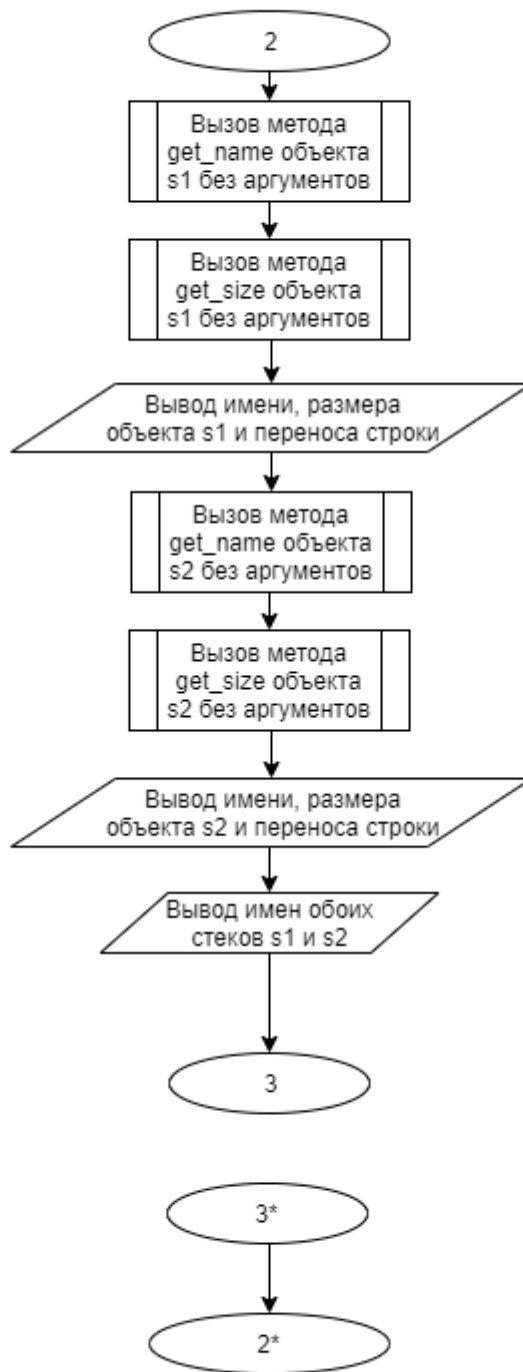 2
Вызов метода
get_name объекта
s1 без аргументов
Вызов метода
get_size объекта
s1 без аргументов
Вывод имени, размера
объекта s1 и переноса строки
Вызов метода
get_name объекта
s2 без аргументов
Вызов метода
get_size объекта
s2 без аргументов
Вывод имени, размера
объекта s2 и переноса строки
Вывод имен обоих
стеков s1 и s2
3
3*
2*